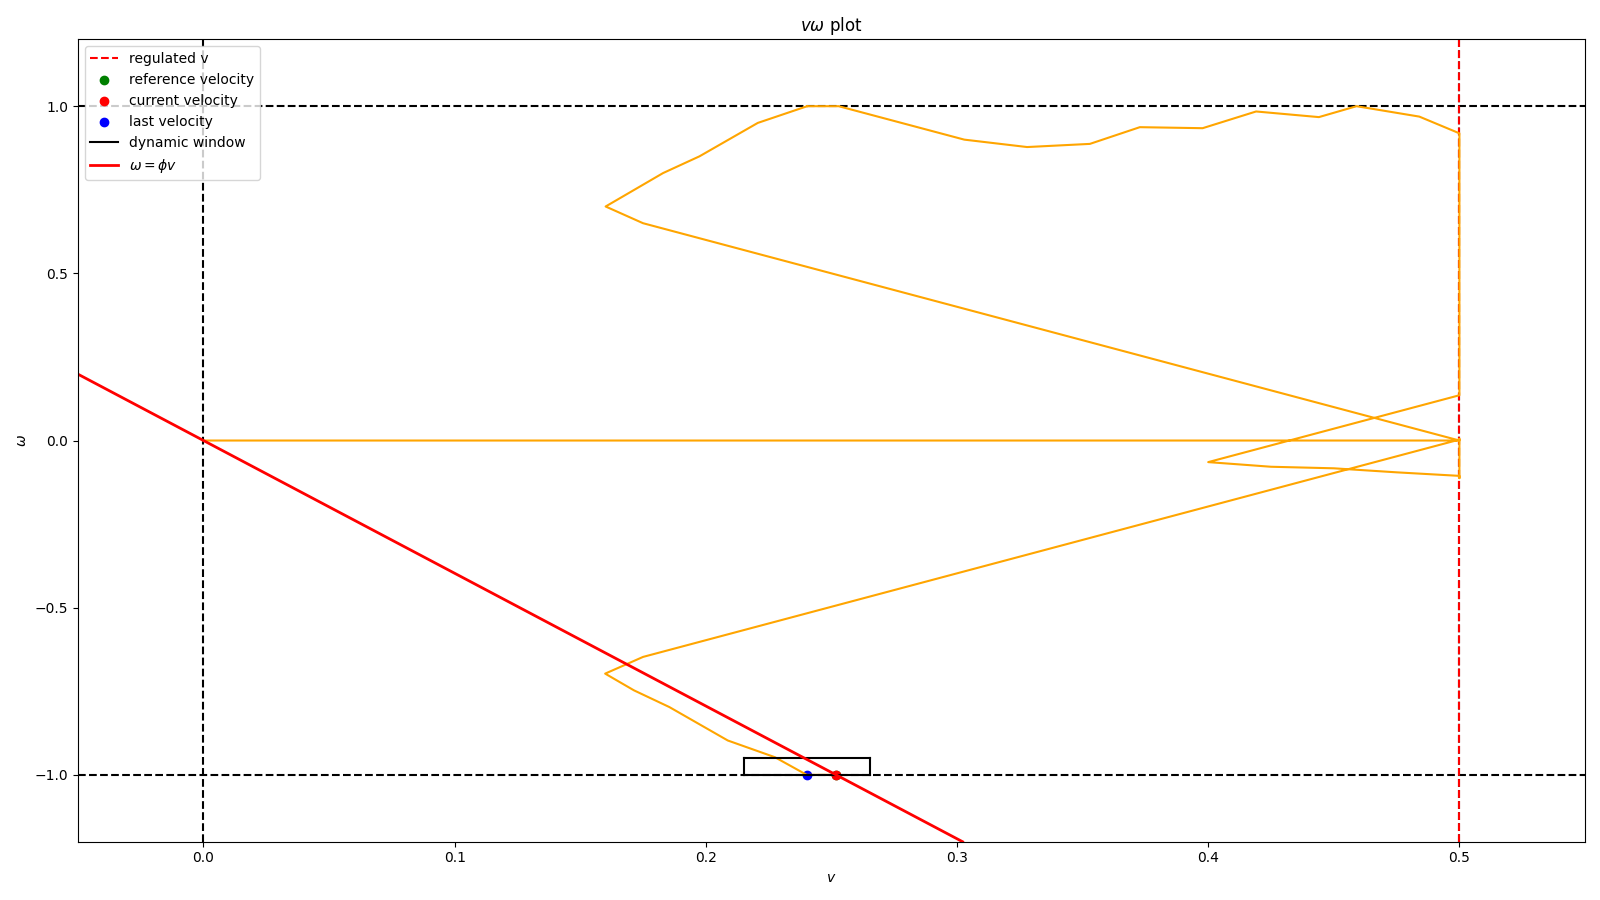 vω plot
regulated v
reference velocity
current velocity
last velocity
dynamic window
ω = ϕv
1.0
0.5
0.0
−0.5
−1.0
ω
0.0 0.1 0.2 0.3 0.4 0.5
v